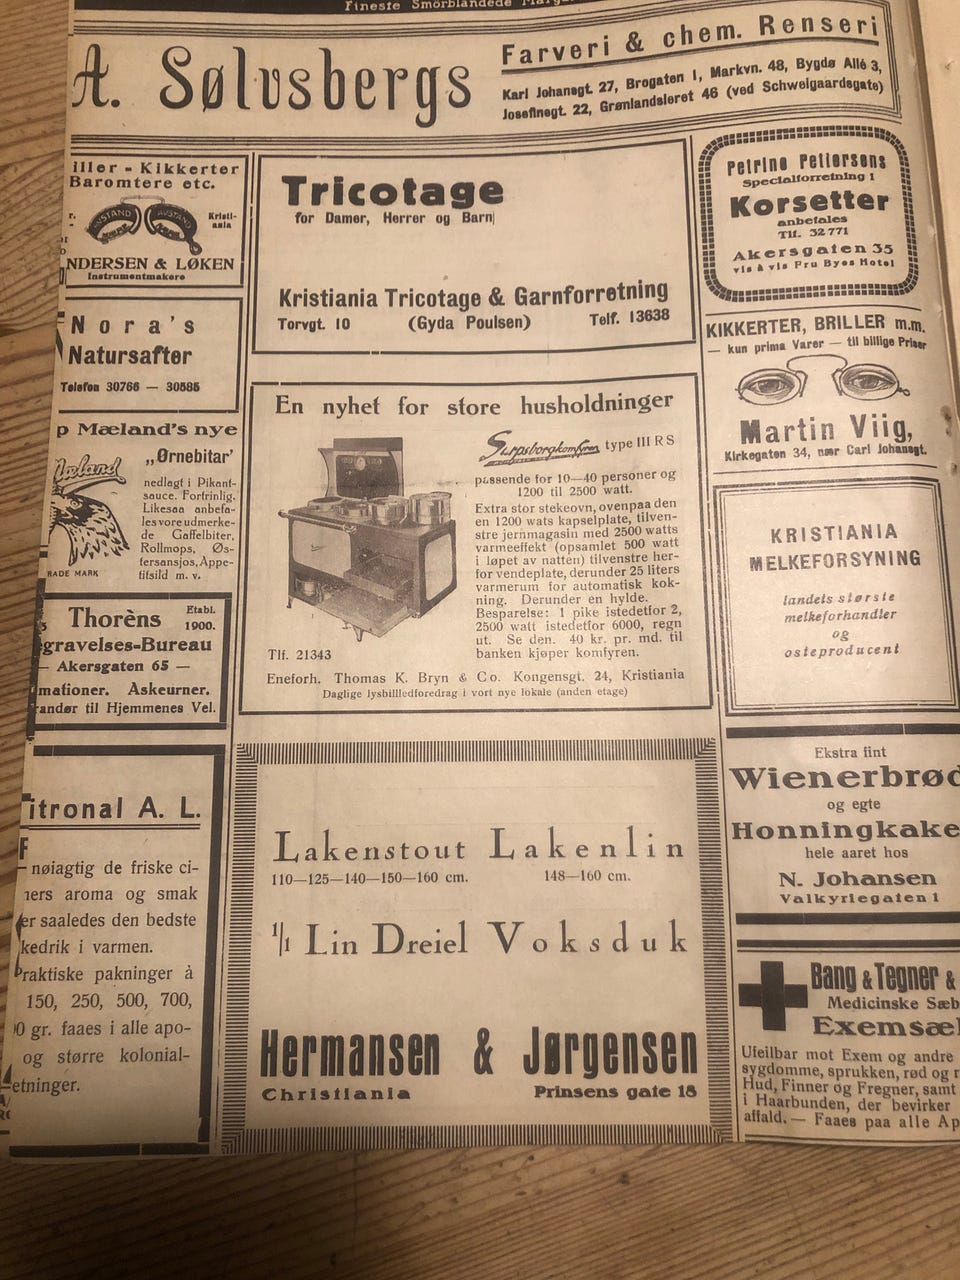 Fineste Smørblandede
A. Sølvsbergs
Farveri & chem. Renseri
Karl Johansgt. 27, Brogaten 1, Markvn. 48, Bygdø Allé 3,
Josefinegt. 22, Grønlandsleret 46 (ved Schweigaardsgate)
iller - Kikkerter
Baromtere etc.
AVSTAND AVSTAND
Kristi-
ania
NDERSEN & LØKEN
Instrumentmakere
Nora's
Natursafter
Telefon 30766 — 30585
p Mæland's nye
„Ørnebitar'
Mæland
nedlagt i Pikant-
sauce. Fortrinlig.
Likesaa anbefa-
les vore udmerke-
de Gaffelbiter,
Rollmops, Øs-
tersansjos, Appe-
titsild m. v.
RADE MARK
Thorèns
Etabl.
1900.
gravelses-Bureau
— Akersgaten 65 —
mationer. Askeurner.
randør til Hjemmenes Vel.
itronal A. L.
nøiagtig de friske ci-
ners aroma og smak
er saaledes den bedste
kedrik i varmen.
Praktiske pakninger à
150, 250, 500, 700,
0 gr. faaes i alle apo-
og større kolonial-
etninger.
Tricotage
for Damer, Herrer og Barn
Kristiania Tricotage & Garnforretning
Torvgt. 10 (Gyda Poulsen) Telf. 13638
En nyhet for store husholdninger
Surpsborgkomfyren type III R S
passende for 10—40 personer og
1200 til 2500 watt.
Extra stor stekeovn, ovenpaa den
en 1200 wats kapselplate, tilven-
stre jernmagasin med 2500 watts
varmeeffekt (opsamlet 500 watt
i løpet av natten) tilvenstre her-
for vendeplate, derunder 25 liters
varmerum for automatisk kok-
ning. Derunder en hylde.
Besparelse: 1 pike istedetfor 2,
2500 watt istedetfor 6000, regn
ut. Se den. 40 kr. pr. md. til
banken kjøper komfyren.
Tlf. 21343
Eneforh. Thomas K. Bryn & Co. Kongensgt. 24, Kristiania
Daglige lysbillledforedrag i vort nye lokale (anden etage)
Lakenstout Lakenlin
110—125—140—150—160 cm. 148—160 cm.
1/1 Lin Dreiel Voksduk
Hermansen & Jørgensen
Christiania Prinsens gate 18
Petrine Pettersens
Specialforretning i
Korsetter
anbefales
Tlf. 32771
Akersgaten 35
vis à vis Fru Byes Hotel
KIKKERTER, BRILLER m.m.
— kun prima Varer — til billige Priser
Martin Viig,
Kirkegaten 34, nær Carl Johansgt.
KRISTIANIA
MELKEFORSYNING
landets største
melkeforhandler
og
osteproducent
Ekstra fint
Wienerbrød
og egte
Honningkake
hele aaret hos
N. Johansen
Valkyriegaten 1
Bang & Tegner &
Medicinske Sæb
Exemsæ
Ufeilbar mot Exem og andre
sygdomme, sprukken, rød og r
Hud, Finner og Fregner, samt
i Haarbunden, der bevirker
affald. — Faaes paa alle Ap